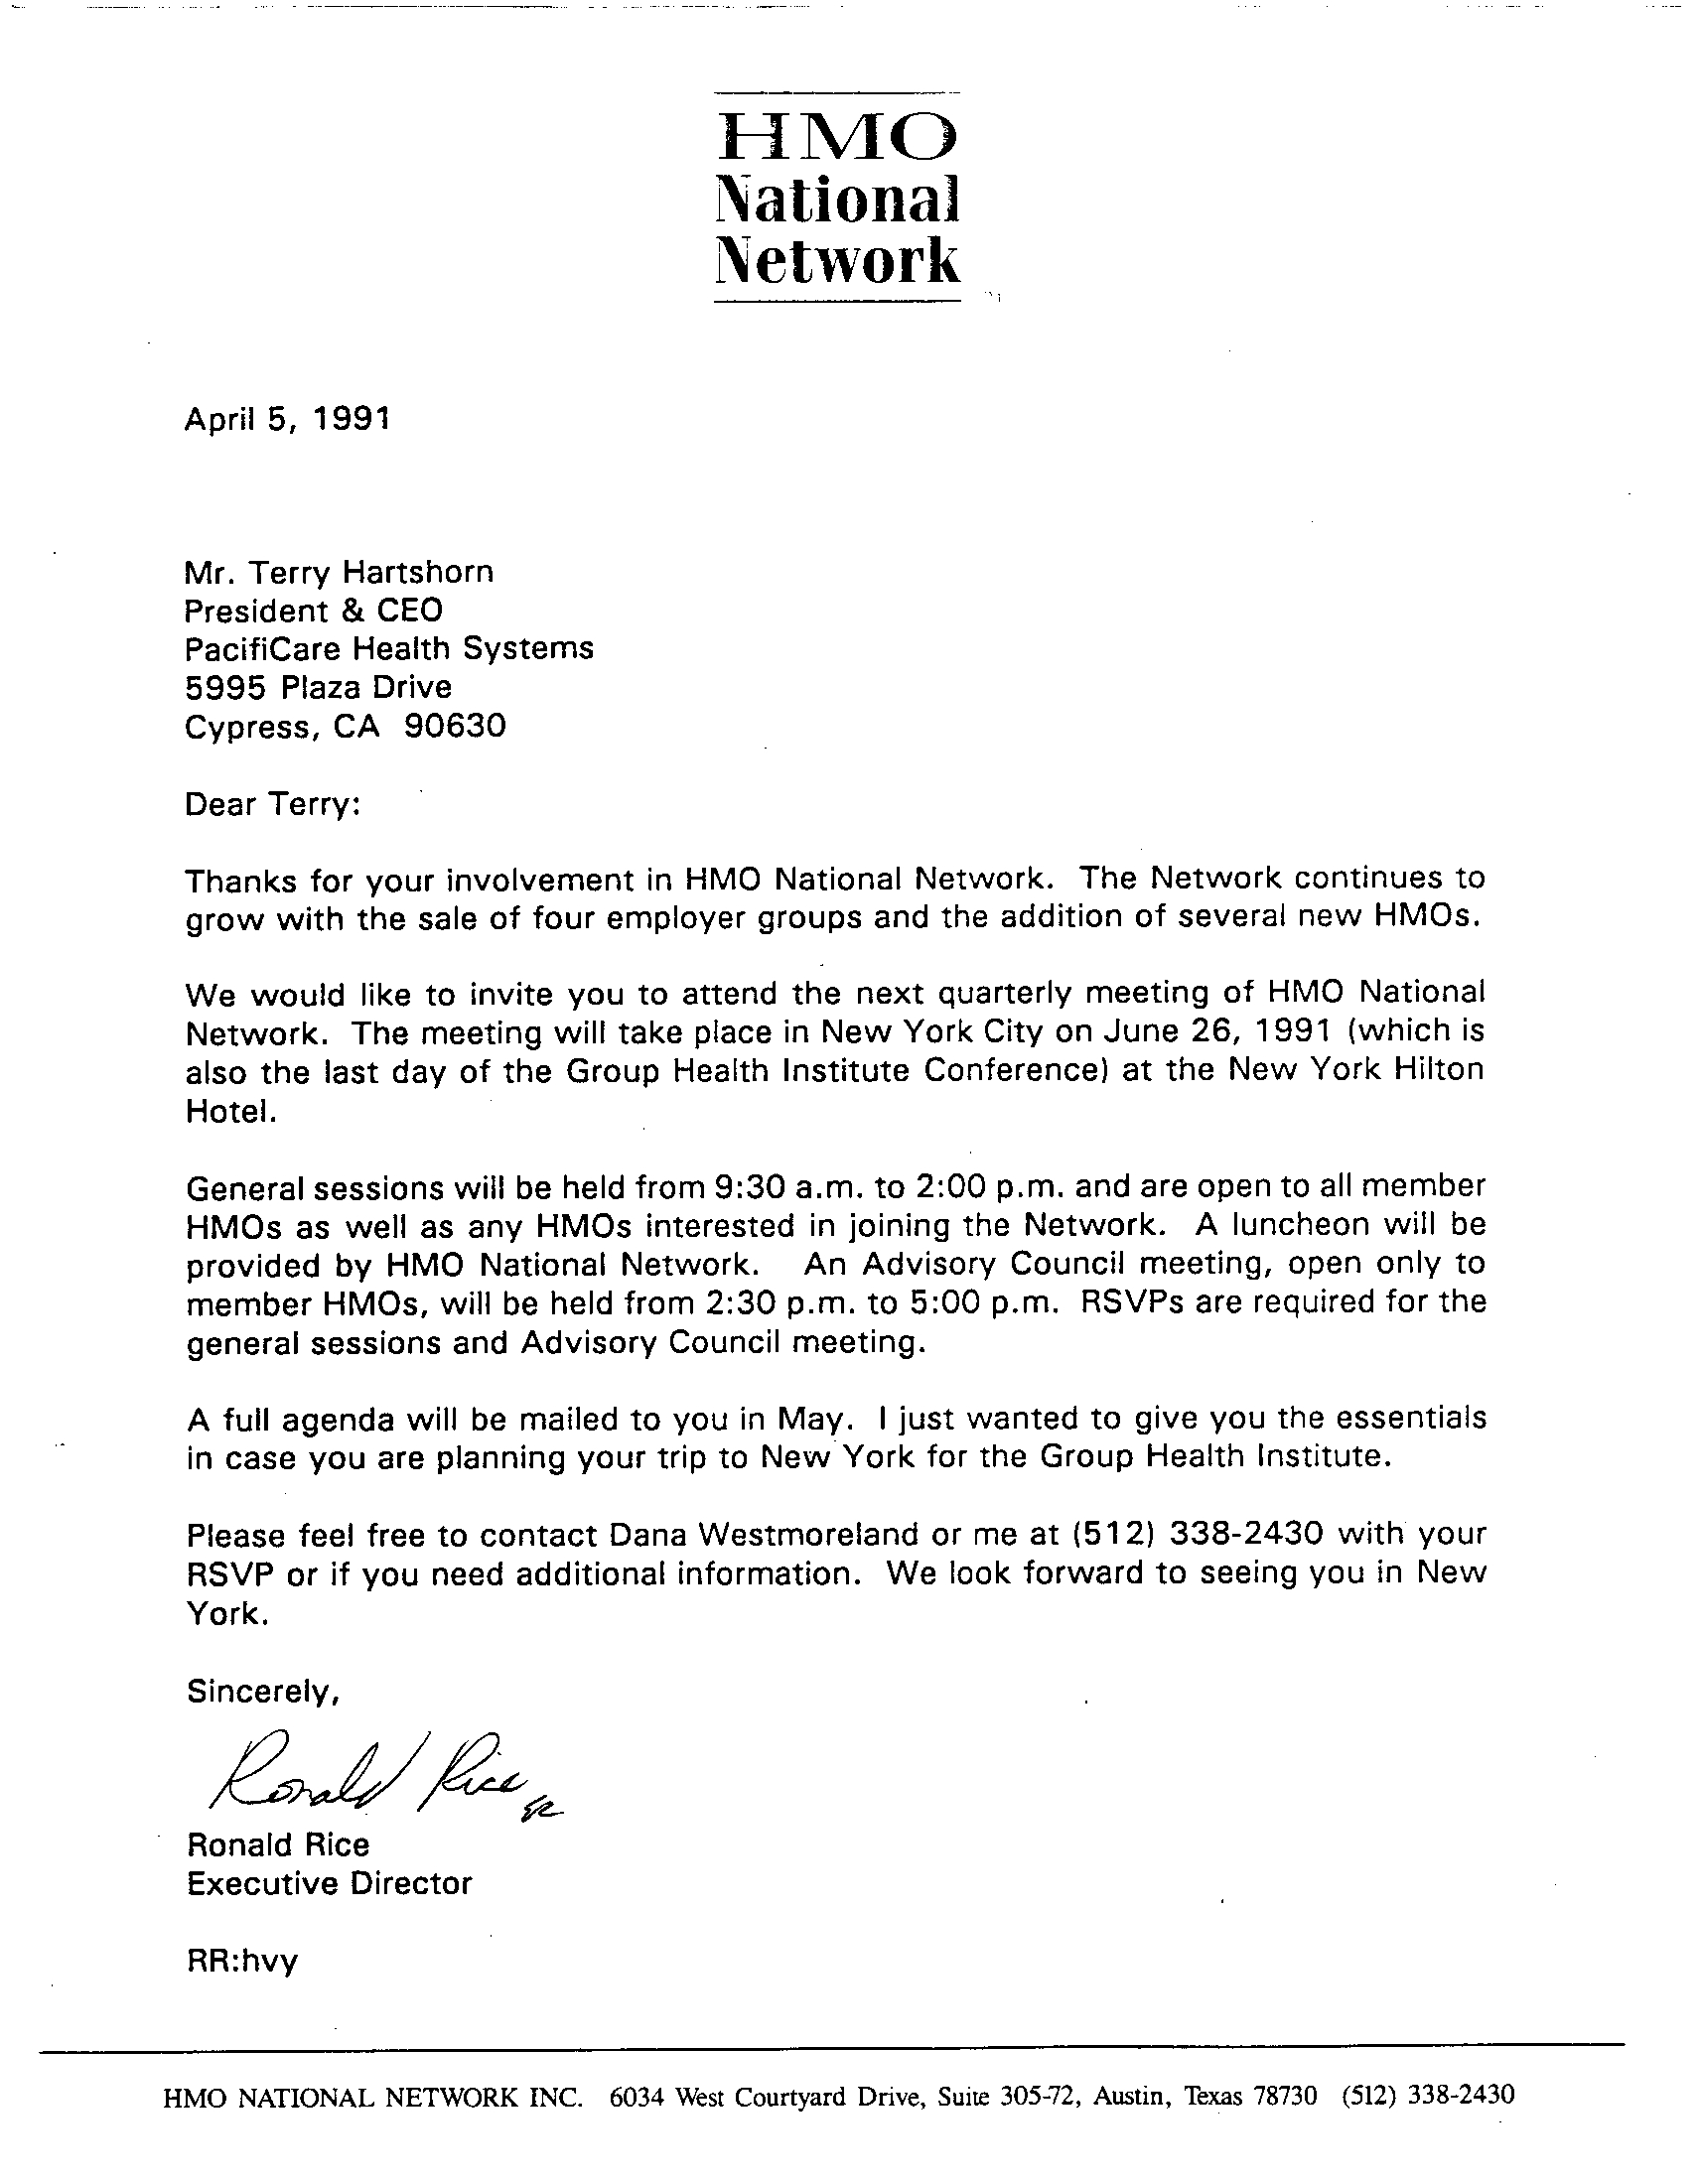 HMO
National
Network
April 5, 1991
Mr. Terry Hartshorn
President & CEO
PacifiCare Health Systems
5995 Plaza Drive
Cypress, CA  90630
Dear Terry:
Thanks for your involvement in HMO National Network.  The Network continues to
grow with the sale of four employer groups and the addition of several new HMOs.
We would like to invite you to attend the next quarterly meeting of HMO National
Network.  The meeting will take place in New York City on June 26, 1991 (which is
also the last day of the Group Health Institute Conference) at the New York Hilton
Hotel.
General sessions will be held from 9:30 a.m. to 2:00 p.m. and are open to all member
HMOs as well as any HMOs interested in joining the Network.  A luncheon will be
provided by HMO National Network.  An Advisory Council meeting, open only to
member HMOs, will be held from 2:30 p.m. to 5:00 p.m.  RSVPs are required for the
general sessions and Advisory Council meeting.
A full agenda will be mailed to you in May.  I just wanted to give you the essentials
in case you are planning your trip to New York for the Group Health Institute.
Please feel free to contact Dana Westmoreland or me at (512) 338-2430 with your
RSVP or if you need additional information.  We look forward to seeing you in New
York.
Sincerely,
Ronald Rice
Ronald Rice
Executive Director
RR:hvy
HMO NATIONAL NETWORK INC.  6034 West Courtyard Drive, Suite 305-72, Austin, Texas 78730  (512) 338-2430